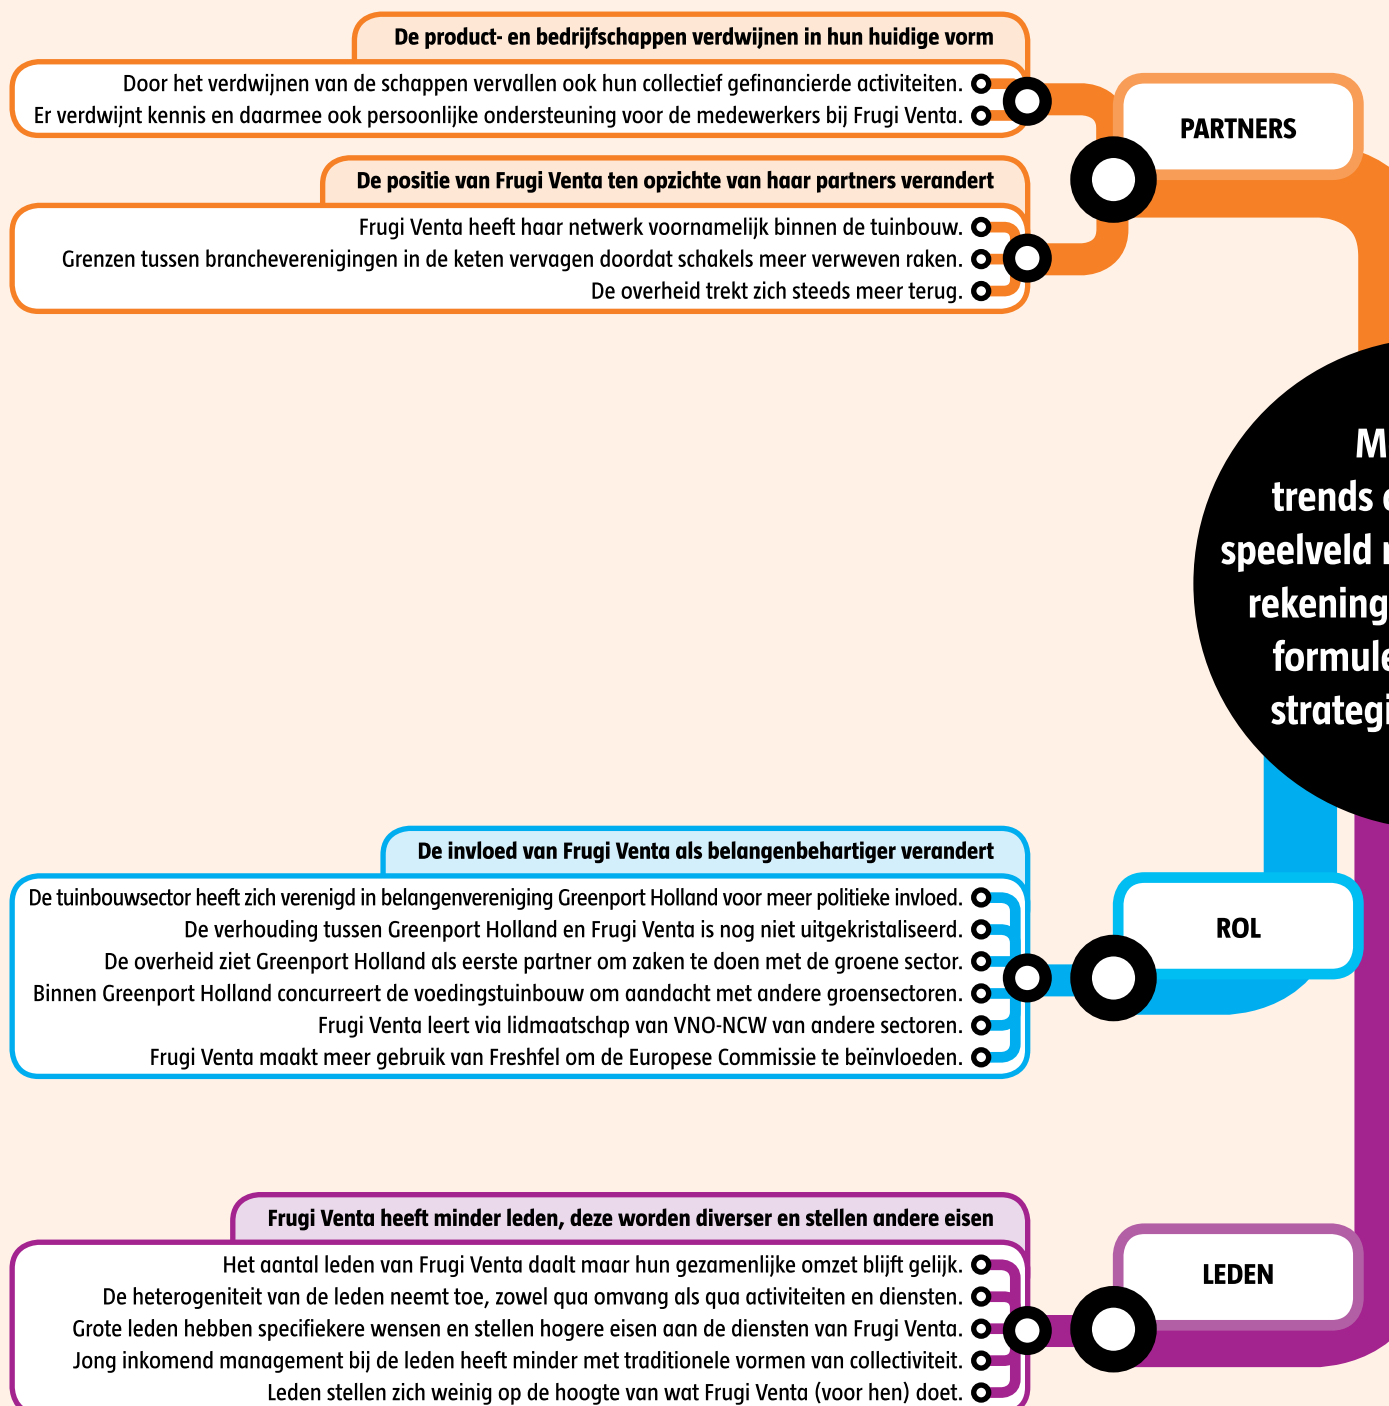 De product- en bedrijfschappen verdwijnen in hun huidige vorm
Door het verdwijnen van de schappen vervallen ook hun collectief gefinancierde activiteiten.
Er verdwijnt kennis en daarmee ook persoonlijke ondersteuning voor de medewerkers bij Frugi Venta.
PARTNERS
De positie van Frugi Venta ten opzichte van haar partners verandert
Frugi Venta heeft haar netwerk voornamelijk binnen de tuinbouw.
Grenzen tussen brancheverenigingen in de keten vervagen doordat schakels meer verweven raken.
De overheid trekt zich steeds meer terug.
trends
speelveld
rekening
De invloed van Frugi Venta als belangenbehartiger verandert
De tuinbouwsector heeft zich verenigd in belangenvereniging Greenport Holland voor meer politieke invloed.
De verhouding tussen Greenport Holland en Frugi Venta is nog niet uitgekristaliseerd.
De overheid ziet Greenport Holland als eerste partner om zaken te doen met de groene sector.
Binnen Greenport Holland concurreert de voedingstuinbouw om aandacht met andere groensectoren.
Frugi Venta leert via lidmaatschap van VNO-NCW van andere sectoren.
Frugi Venta maakt meer gebruik van Freshfel om de Europese Commissie te beïnvloeden.
ROL
Frugi Venta heeft minder leden, deze worden diverser en stellen andere eisen
Het aantal leden van Frugi Venta daalt maar hun gezamenlijke omzet blijft gelijk.
De heterogeniteit van de leden neemt toe, zowel qua omvang als qua activiteiten en diensten.
Grote leden hebben specifiekere wensen en stellen hogere eisen aan de diensten van Frugi Venta.
Jong inkomend management bij de leden heeft minder met traditionele vormen van collectiviteit.
Leden stellen zich weinig op de hoogte van wat Frugi Venta (voor hen) doet.
LEDEN